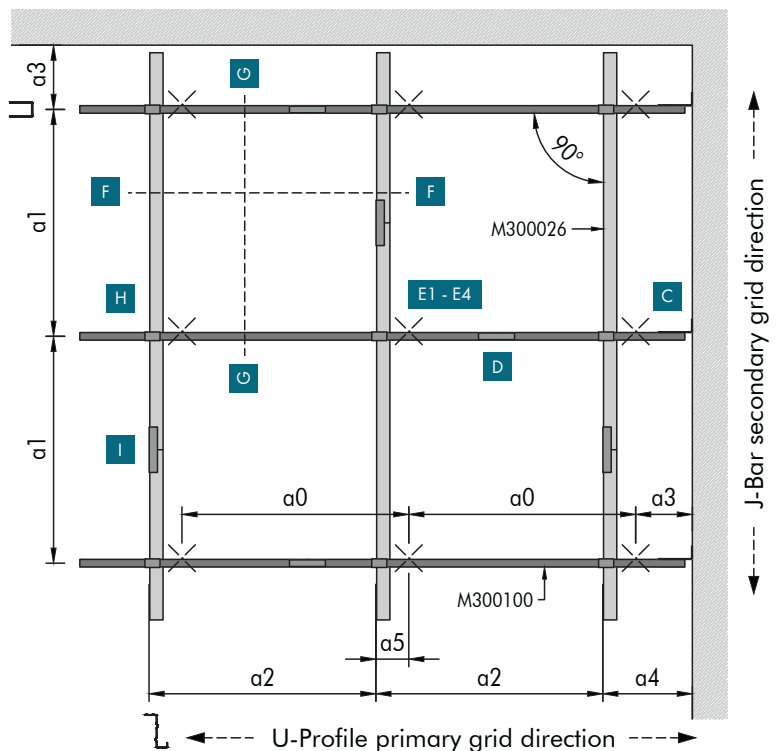 a3
G
a1
F
F
90°
M300026
H
E1 - E4
C
D
G
a1
I
a0
a0
a3
M300100
a5
a2
a2
a4
J-Bar secondary grid direction
U-Profile primary grid direction